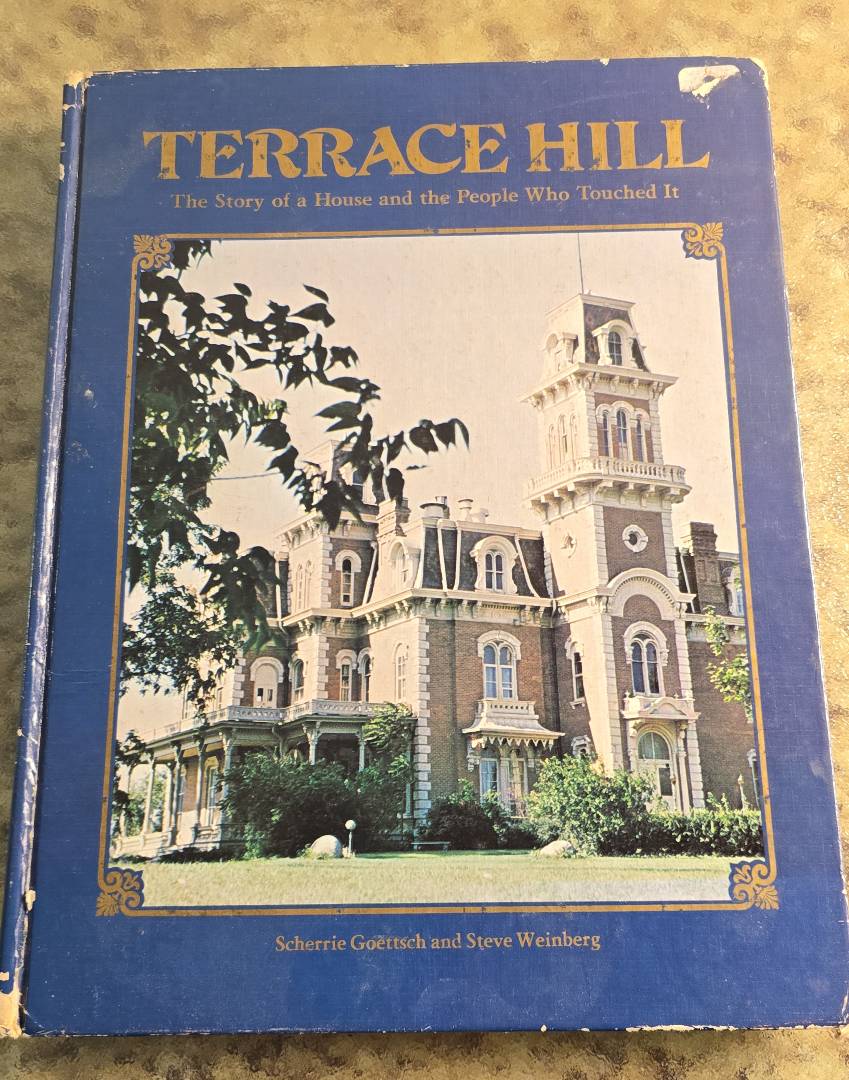 TERRACE HILL
The Story of a House and the People Who Touched It
Scherrie Goettsch and Steve Weinberg